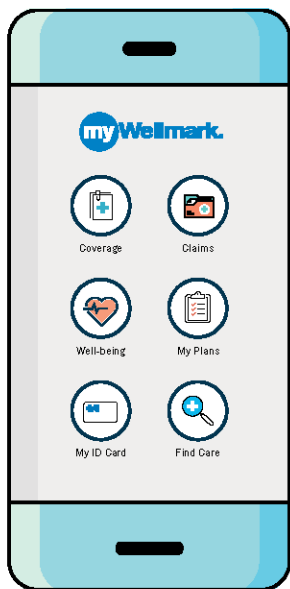 myWellmark.
Coverage Claims
Well-being My Plans
My ID Card Find Care